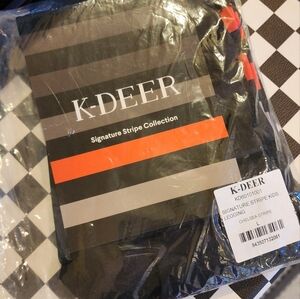 K-DEER
Signature Stripe Collection
K-DEER
SIGNATURE STRIPE KIDS
LEGGING
CHELSEA STRIPE
L